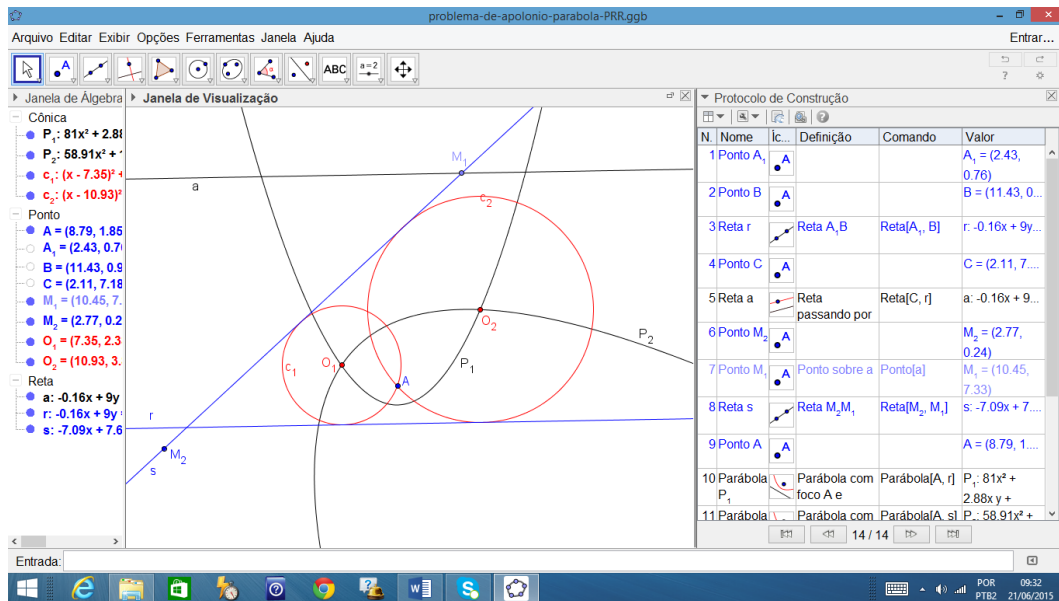 problema-de-apolonio-parabola-PRR.ggb
Arquivo Editar Exibir Opções Ferramentas Janela Ajuda
Entrar...
A
ABC
a=2
Janela de Álgebra
Janela de Visualização
Protocolo de Construção
Cônica
P₁: 81x² + 2.88
P₂: 58.91x² +
c₁: (x - 7.35)² +
c₂: (x - 10.93)²
Ponto
A = (8.79, 1.85
A₁ = (2.43, 0.7
B = (11.43, 0.9
C = (2.11, 7.18
M₁ = (10.45, 7.
M₂ = (2.77, 0.2
O₁ = (7.35, 2.3
O₂ = (10.93, 3.
Reta
a: -0.16x + 9y
r: -0.16x + 9y
s: -7.09x + 7.6
M₁
a
c₂
O₂
P₂
O₁
c₁
P₁
A
r
M₂
s
N. Nome Íc... Definição Comando Valor
1 Ponto A₁ A₁ = (2.43,
0.76)
2 Ponto B B = (11.43, 0...
3 Reta r Reta A₁B Reta[A₁, B] r: -0.16x + 9y...
4 Ponto C C = (2.11, 7....
5 Reta a Reta Reta[C, r] a: -0.16x + 9...
passando por
6 Ponto M₂ M₂ = (2.77,
0.24)
7 Ponto M₁ Ponto sobre a Ponto[a] M₁ = (10.45,
7.33)
8 Reta s Reta M₂M₁ Reta[M₂, M₁] s: -7.09x + 7....
9 Ponto A A = (8.79, 1....
10 Parábola Parábola com Parábola[A, r] P₁: 81x² +
P₁ foco A e 2.88x y +
11 Parábola Parábola com Parábola[A, s] P₂: 58.91x² +
14 / 14
Entrada:
POR 09:32
PTB2 21/06/2015